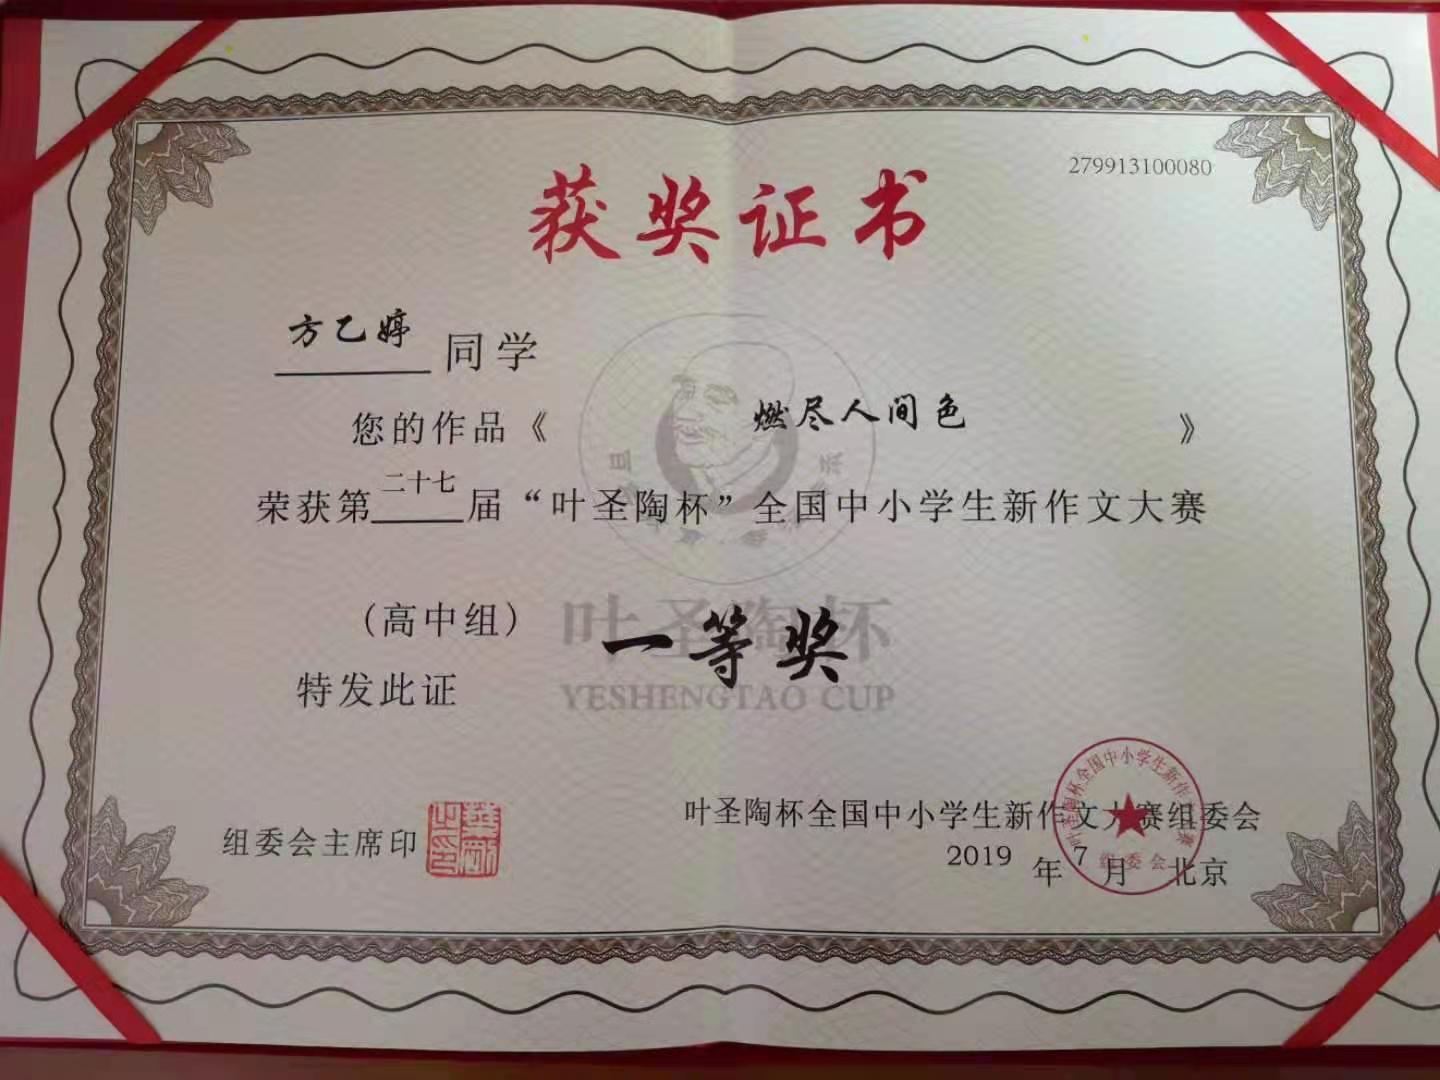 279913100080
获奖证书
方乙婷 同学
您的作品《 燃尽人间色 》
荣获第二十七届“叶圣陶杯”全国中小学生新作文大赛
(高中组) 一等奖
叶圣陶杯
YESHENGTAO CUP
特发此证
组委会主席印
叶圣陶杯全国中小学生新作文大赛组委会
2019 年 7 月 北京